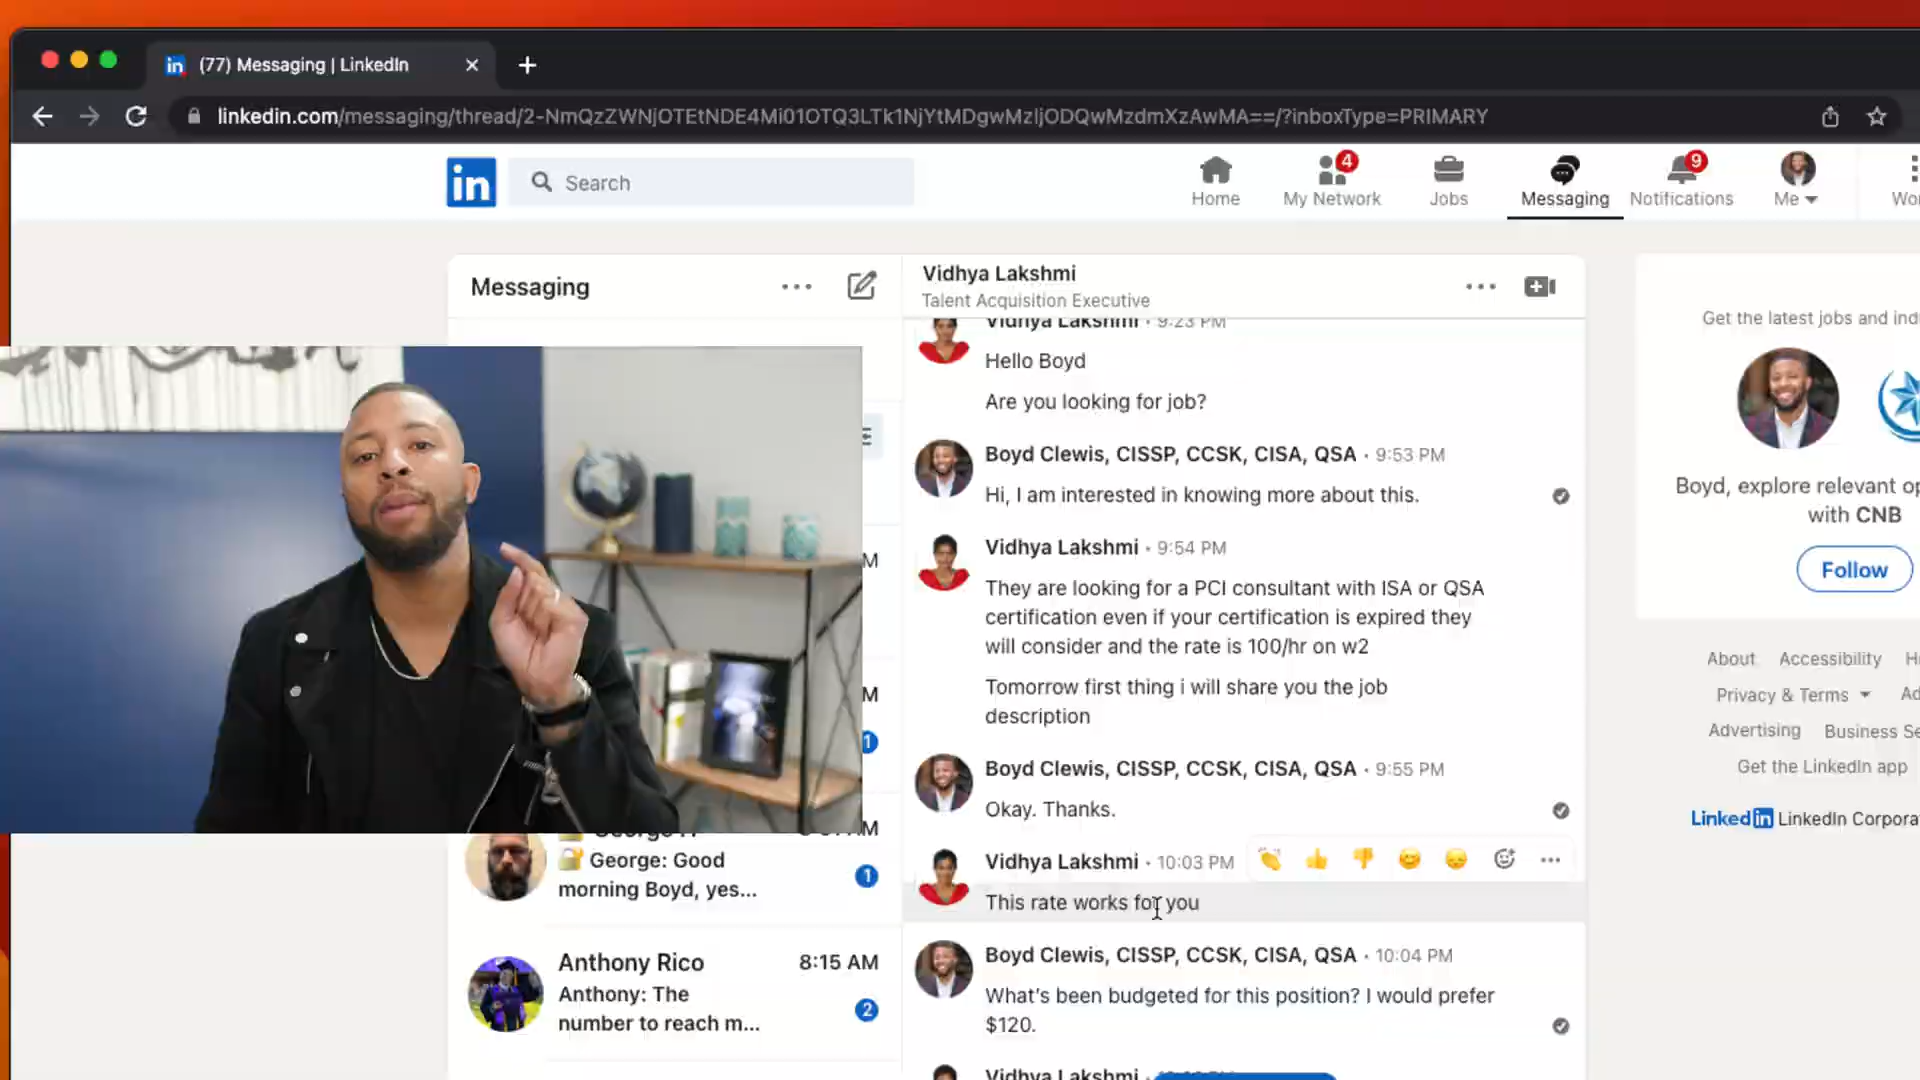 (77) Messaging | LinkedIn
linkedin.com/messaging/thread/2-NmQzZWNjOTEtNDE4Mi01OTQ3LTk1NjYtMDgwMzljODQwMzdmXzAwMA==/?inboxType=PRIMARY
in
Search
Home
4
My Network
Jobs
Messaging
9
Notifications
Me
Messaging
Vidhya Lakshmi
Talent Acquisition Executive
Vidhya Lakshmi • 9:23 PM
Hello Boyd
Are you looking for job?
Boyd Clewis, CISSP, CCSK, CISA, QSA • 9:53 PM
Hi, I am interested in knowing more about this.
Vidhya Lakshmi • 9:54 PM
They are looking for a PCI consultant with ISA or QSA
certification even if your certification is expired they
will consider and the rate is 100/hr on w2
Tomorrow first thing i will share you the job
description
Boyd Clewis, CISSP, CCSK, CISA, QSA • 9:55 PM
Okay. Thanks.
Vidhya Lakshmi • 10:03 PM
This rate works for you
Boyd Clewis, CISSP, CCSK, CISA, QSA • 10:04 PM
What's been budgeted for this position? I would prefer
$120.
Vidhya Lakshmi
M
M
1
M
George: Good
morning Boyd, yes...
1
Anthony Rico
8:15 AM
Anthony: The
number to reach m...
2
Get the latest jobs and
Boyd, explore relevant
with CNB
Follow
About Accessibility
Privacy & Terms
Advertising Business
Get the LinkedIn app
LinkedIn LinkedIn